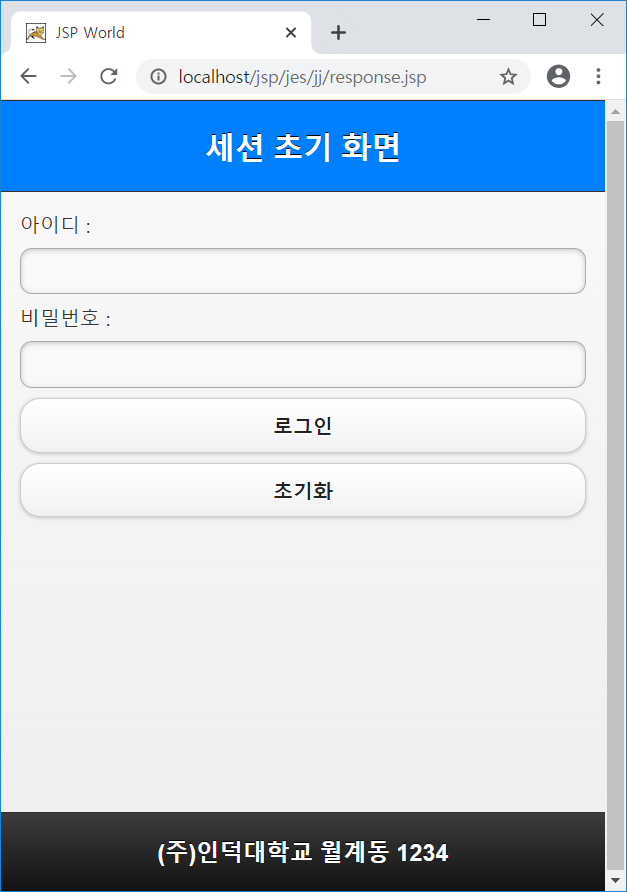 JSP World
localhost/jsp/jes/jj/response.jsp
세션 초기 화면
아이디 :
비밀번호 :
로그인
초기화
(주)인덕대학교 월계동 1234